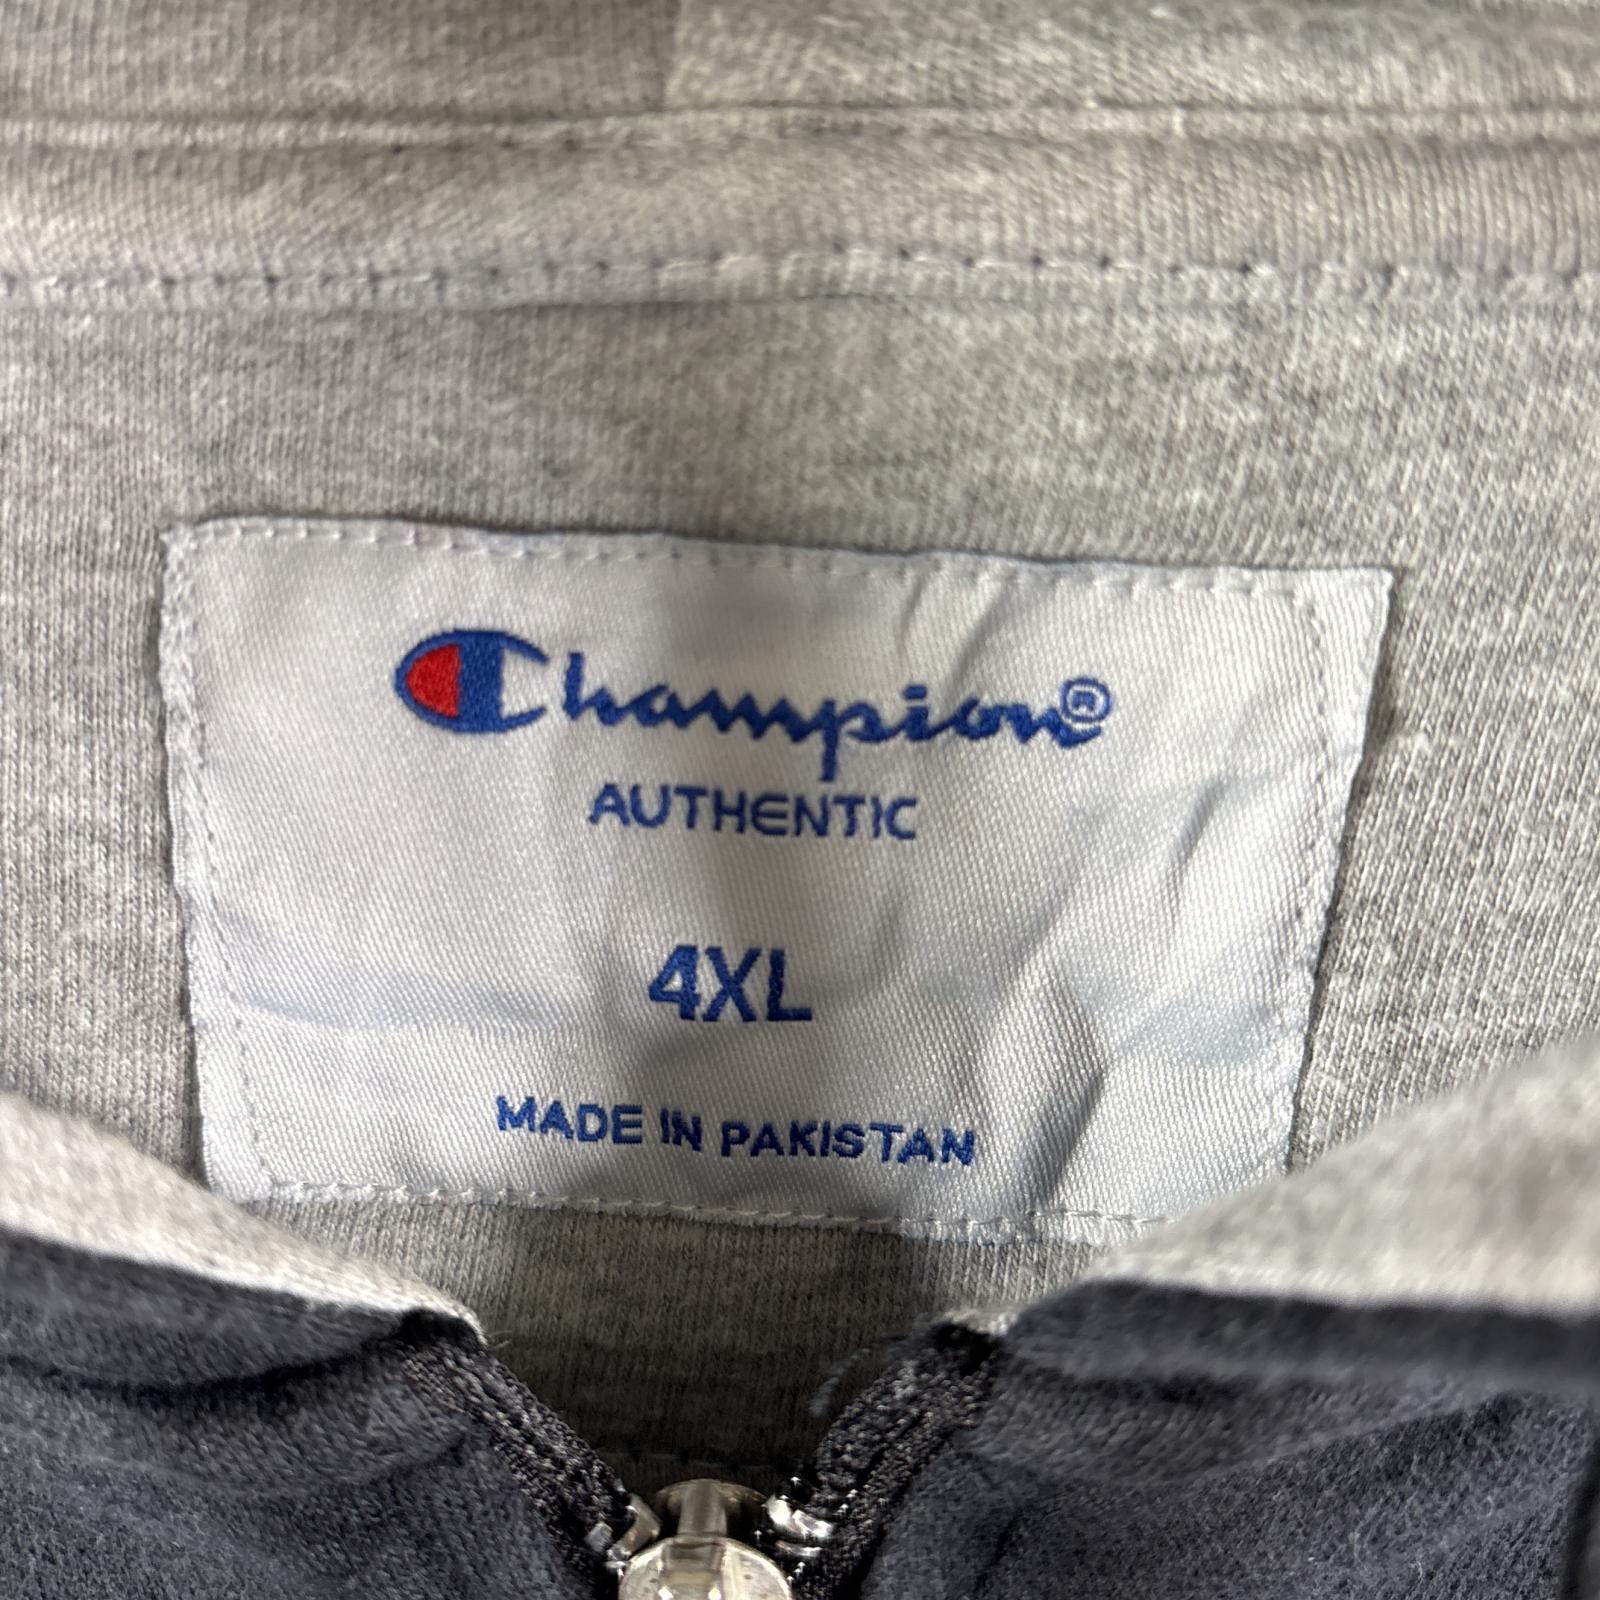 Champion®
AUTHENTIC
4XL
MADE IN PAKISTAN